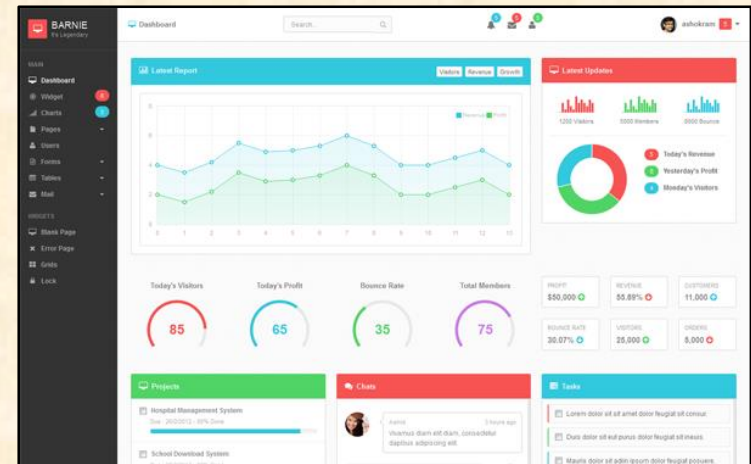 BARNIE
It's Legendary
Dashboard
Search..
ashokram 5
MAIN
Dashboard
Widget
Charts
Pages
Users
Forms
Tables
Mail
WIDGETS
Blank Page
Error Page
Grids
Lock
Latest Report
Visitors Revenue Growth
Revenue Profit
8
6
4
2
0
0 1 2 3 4 5 6 7 8 9 10 11 12 13
Latest Updates
1200 Visitors 5000 Members 8000 Bounce
Today's Revenue
Yesterday's Profit
Monday's Visitors
Today's Visitors Today's Profit Bounce Rate Total Members
85 65 35 75
PROFIT REVENUE CUSTOMERS
$50,000 55.89% 11,000
BOUNCE RATE VISITORS ORDERS
30.07% 25,000 5,000
Projects
Hospital Management System
School Download System
Chats
3 hours ago
Vivamus diam elit diam, consectetur
dapibus adipiscing elit.
Tasks
Lorem dolor sit sit amet dolor feugiat sit consur.
Duis dolor sit eut purus dolor feugiat sit mauris.
Mauris dolor sit adim ipsum dolor feugiat posuere.